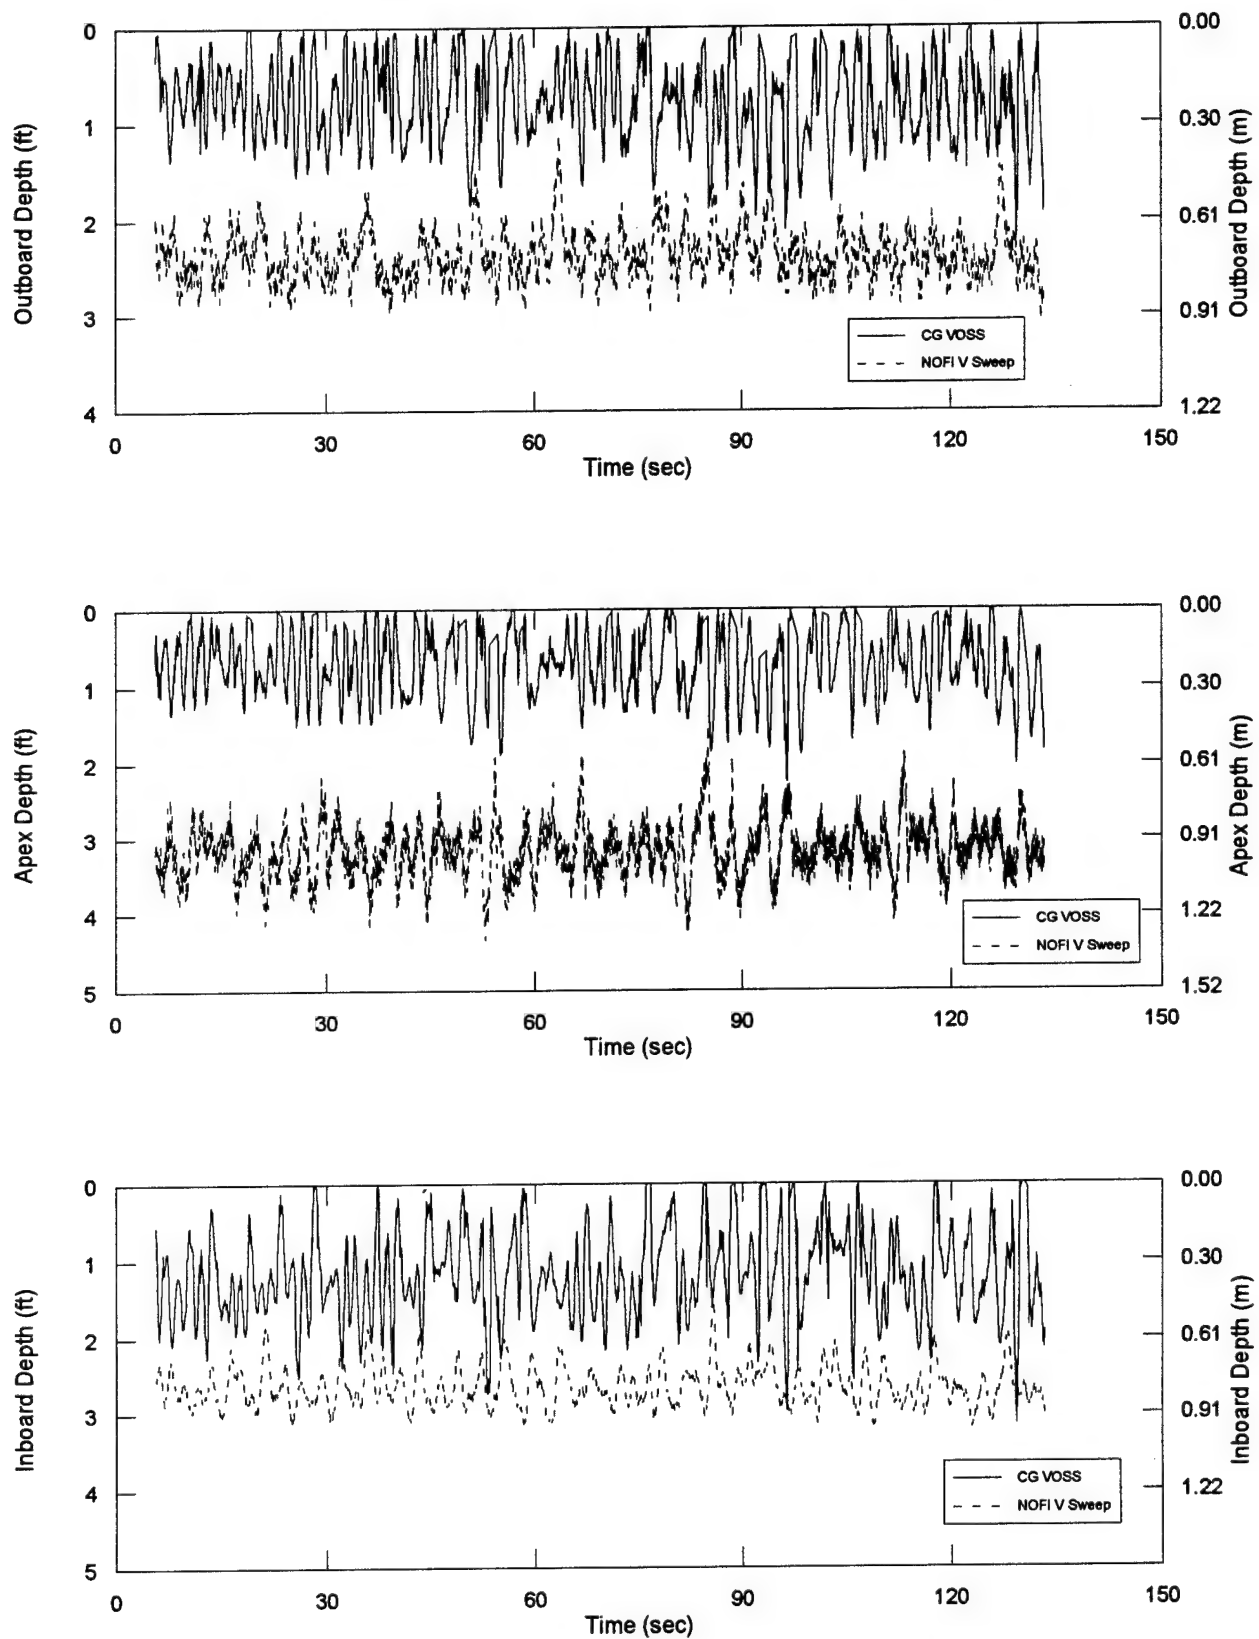 0
1
2
3
4
Outboard Depth (ft)
0.00
0.30
0.61
0.91
1.22
Outboard Depth (m)
CG VOSS
NOFI V Sweep
0 30 60 90 120 150
Time (sec)
0
1
2
3
4
5
Apex Depth (ft)
0.00
0.30
0.61
0.91
1.22
1.52
Apex Depth (m)
CG VOSS
NOFI V Sweep
0 30 60 90 120 150
Time (sec)
0
1
2
3
4
5
Inboard Depth (ft)
0.00
0.30
0.61
0.91
1.22
Inboard Depth (m)
CG VOSS
NOFI V Sweep
0 30 60 90 120 150
Time (sec)